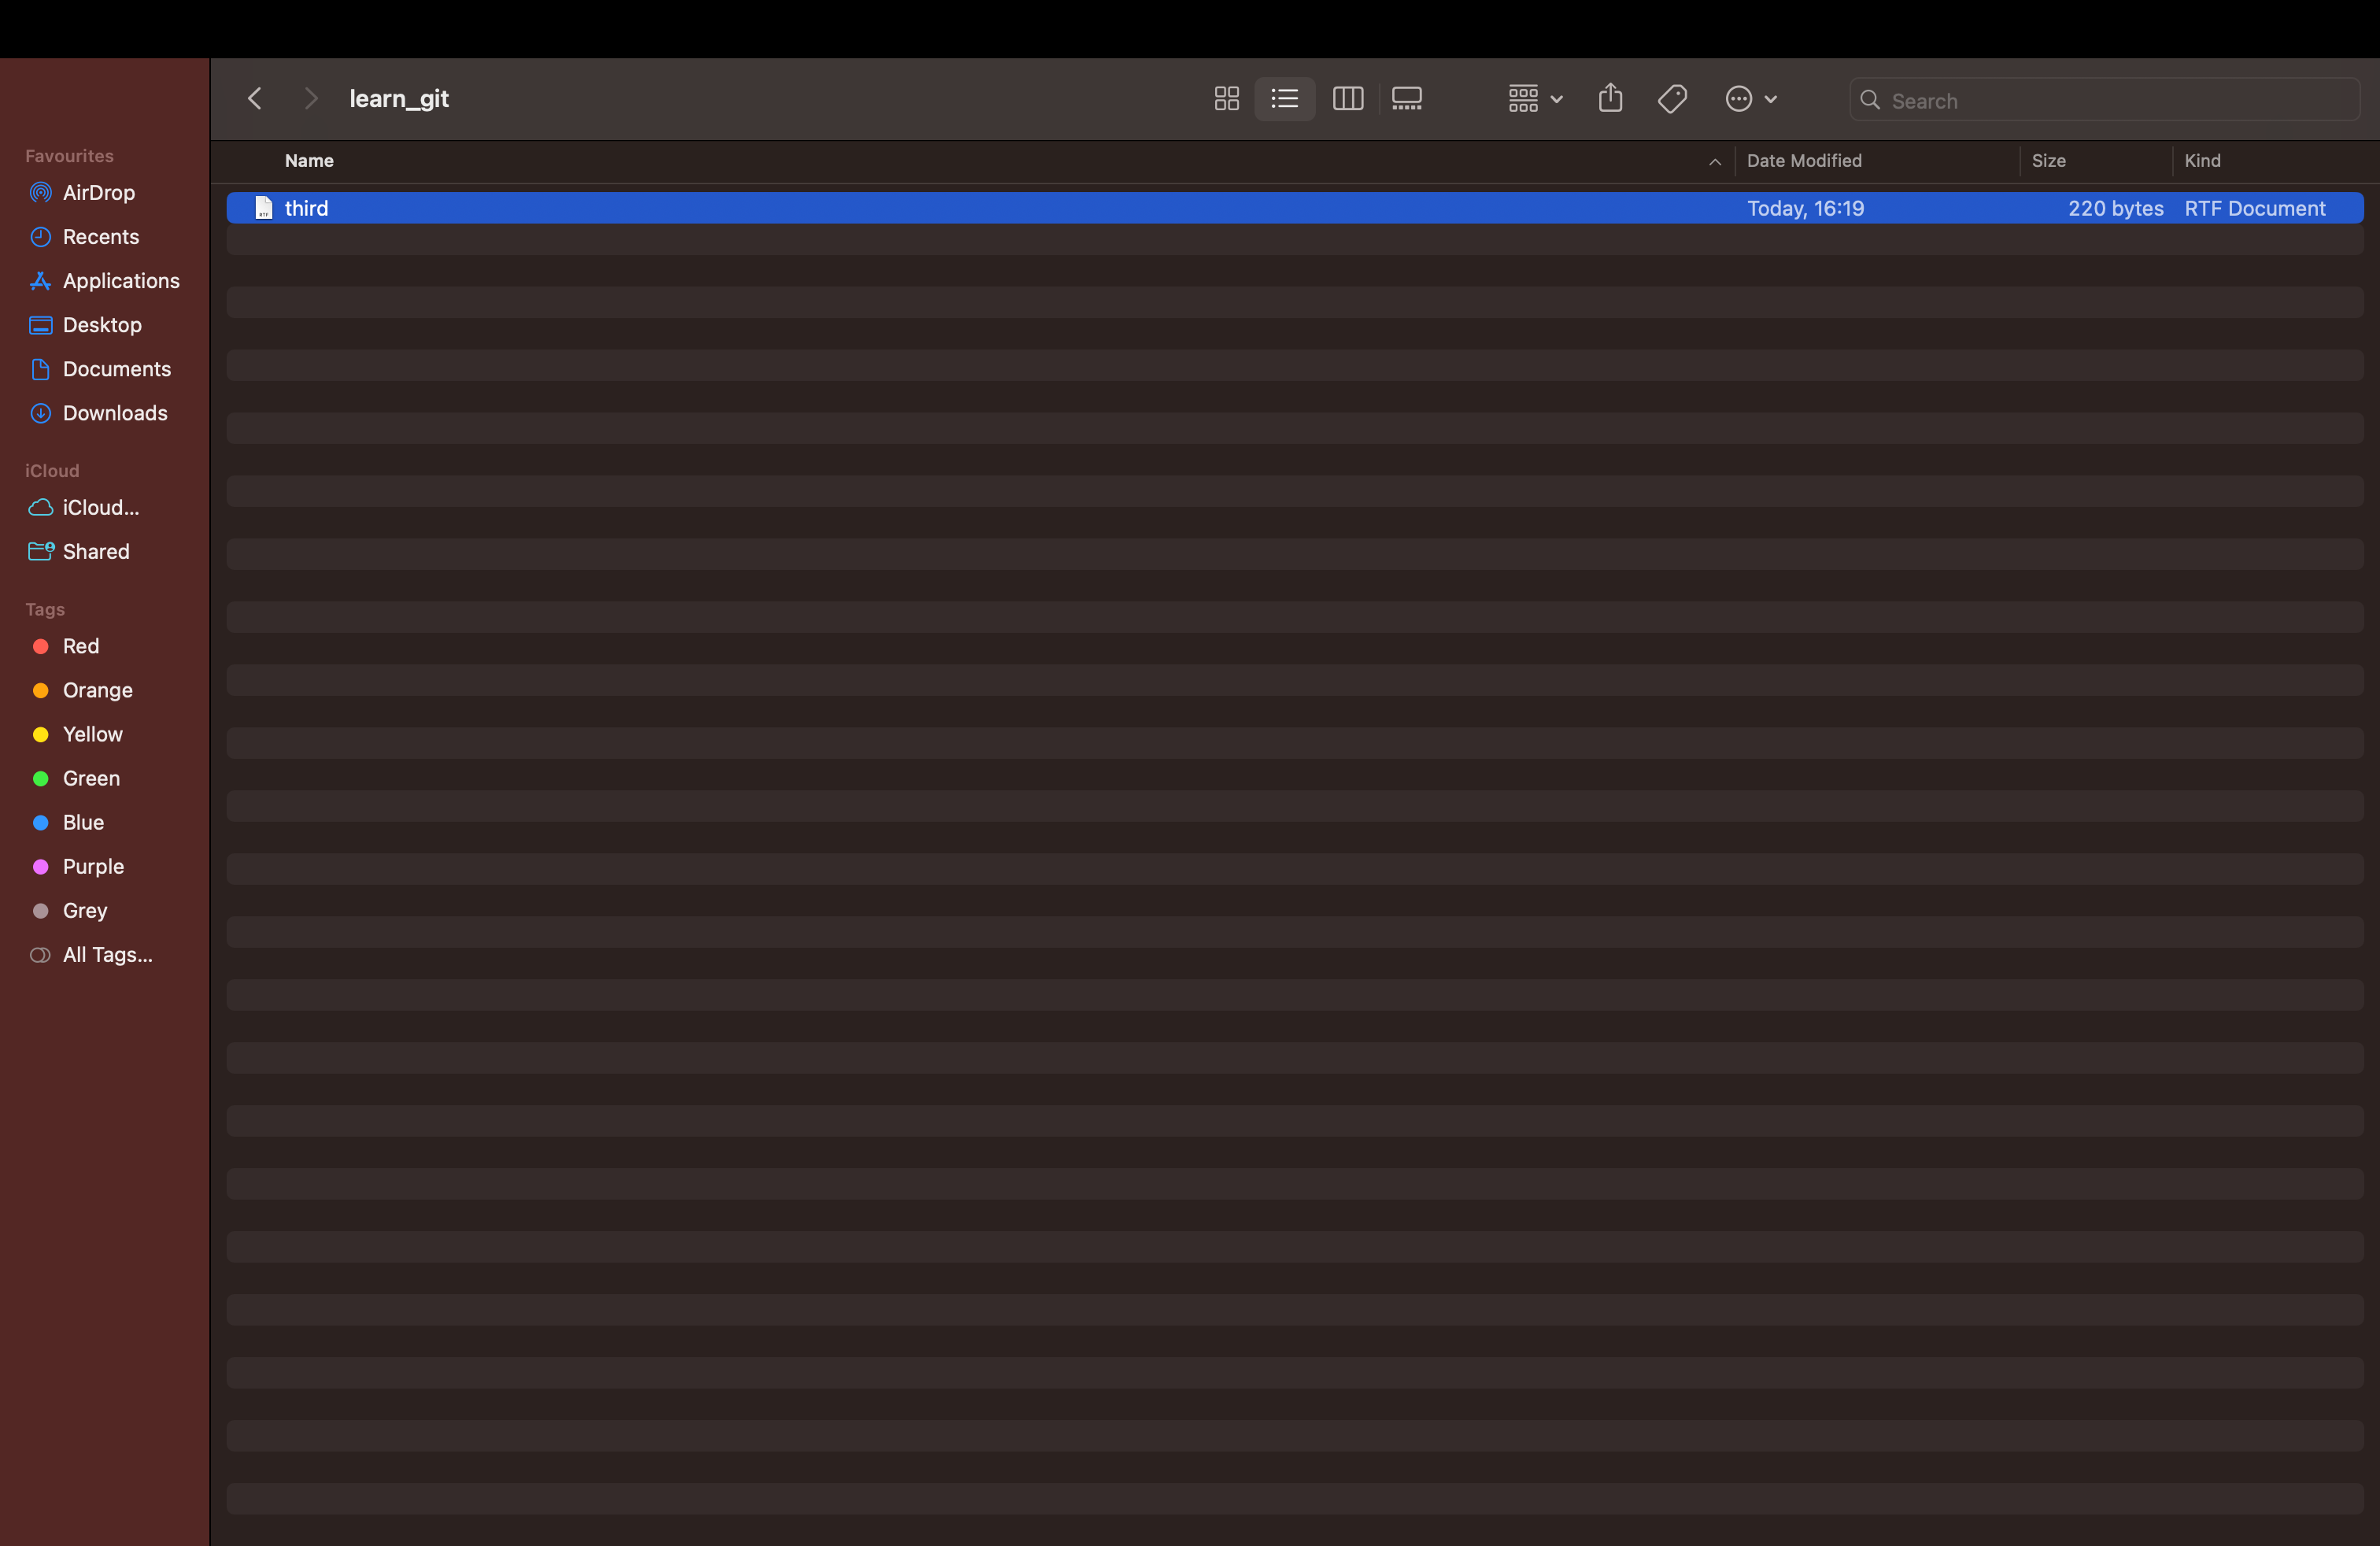 learn_git
Search
Favourites
AirDrop
Recents
Applications
Desktop
Documents
Downloads
iCloud
iCloud...
Shared
Tags
Red
Orange
Yellow
Green
Blue
Purple
Grey
All Tags...
Name Date Modified Size Kind
RTF third Today, 16:19 220 bytes RTF Document